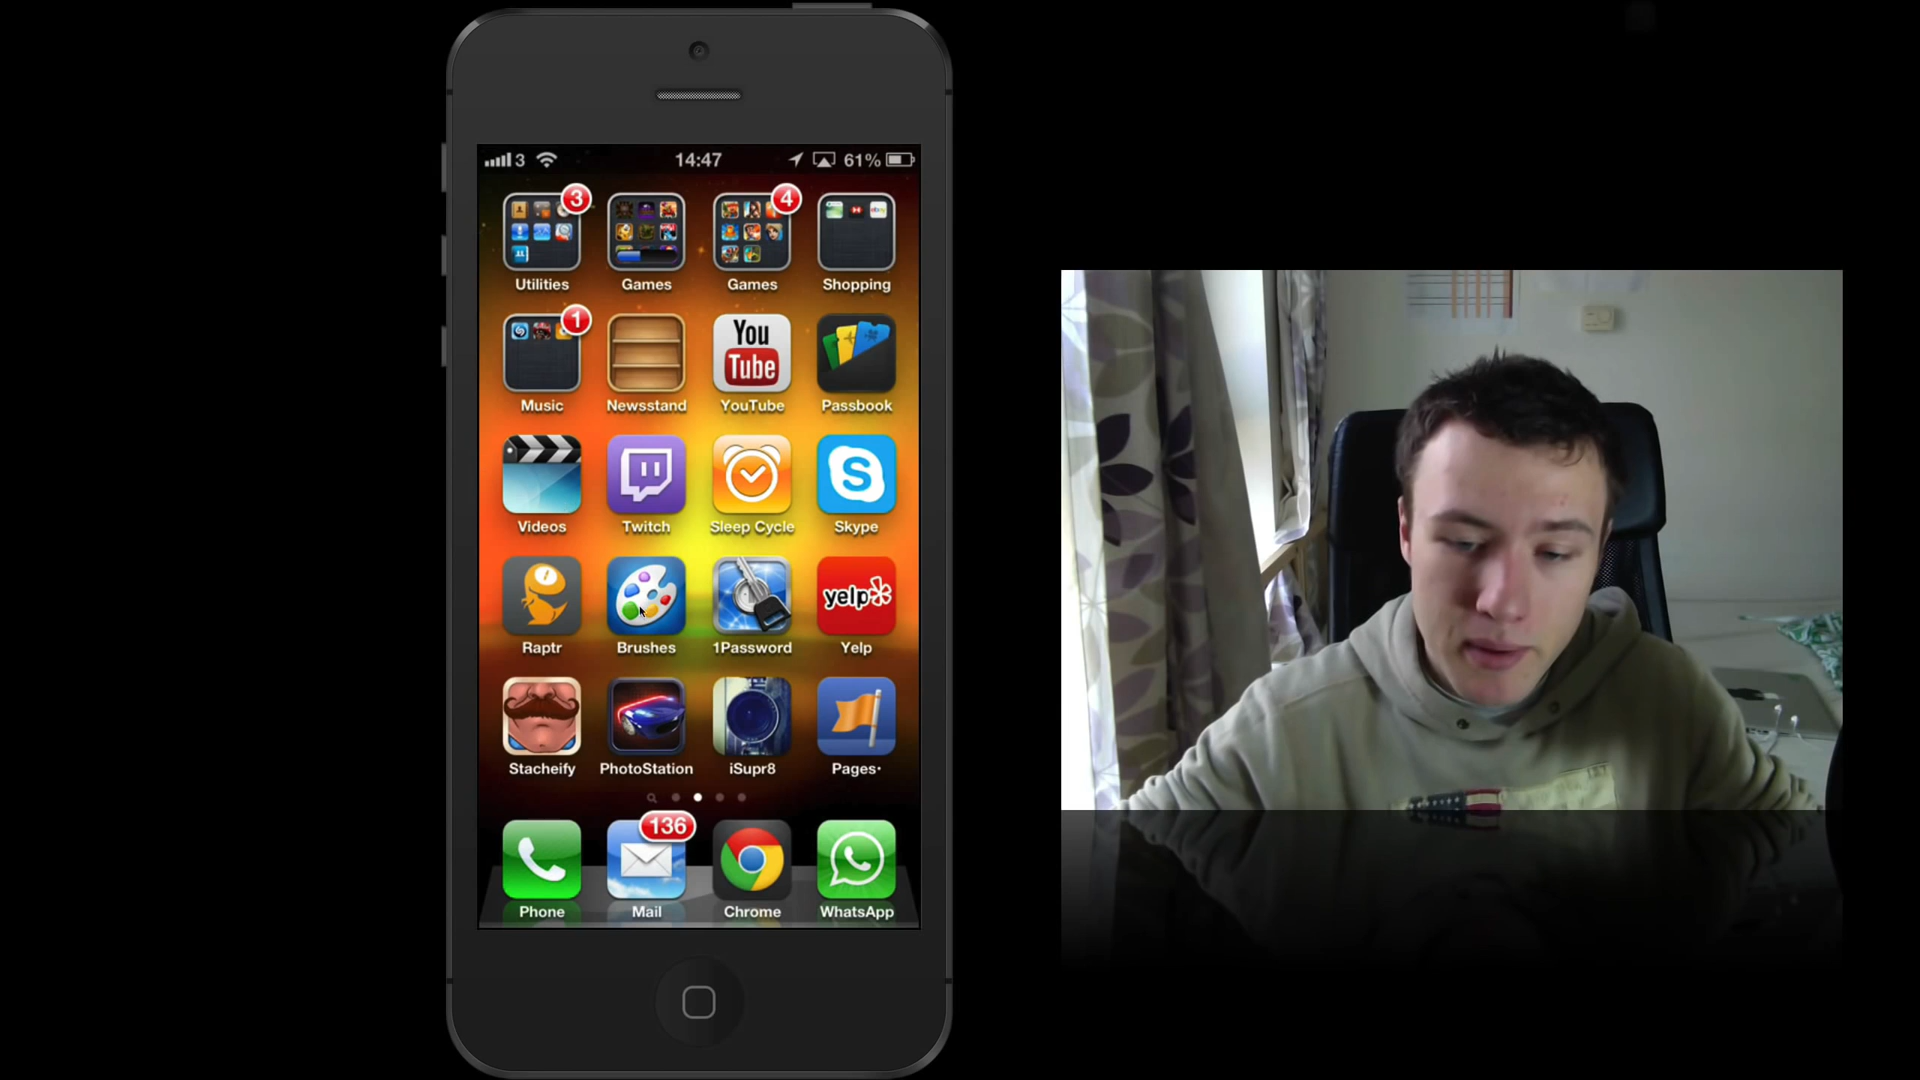 3 14:47 61%
3 4
Utilities Games Games Shopping
1 You Tube
Music Newsstand YouTube Passbook
Videos Twitch Sleep Cycle Skype
yelp
Raptr Brushes 1Password Yelp
Stacheify PhotoStation iSupr8 Pages•
136
Phone Mail Chrome WhatsApp